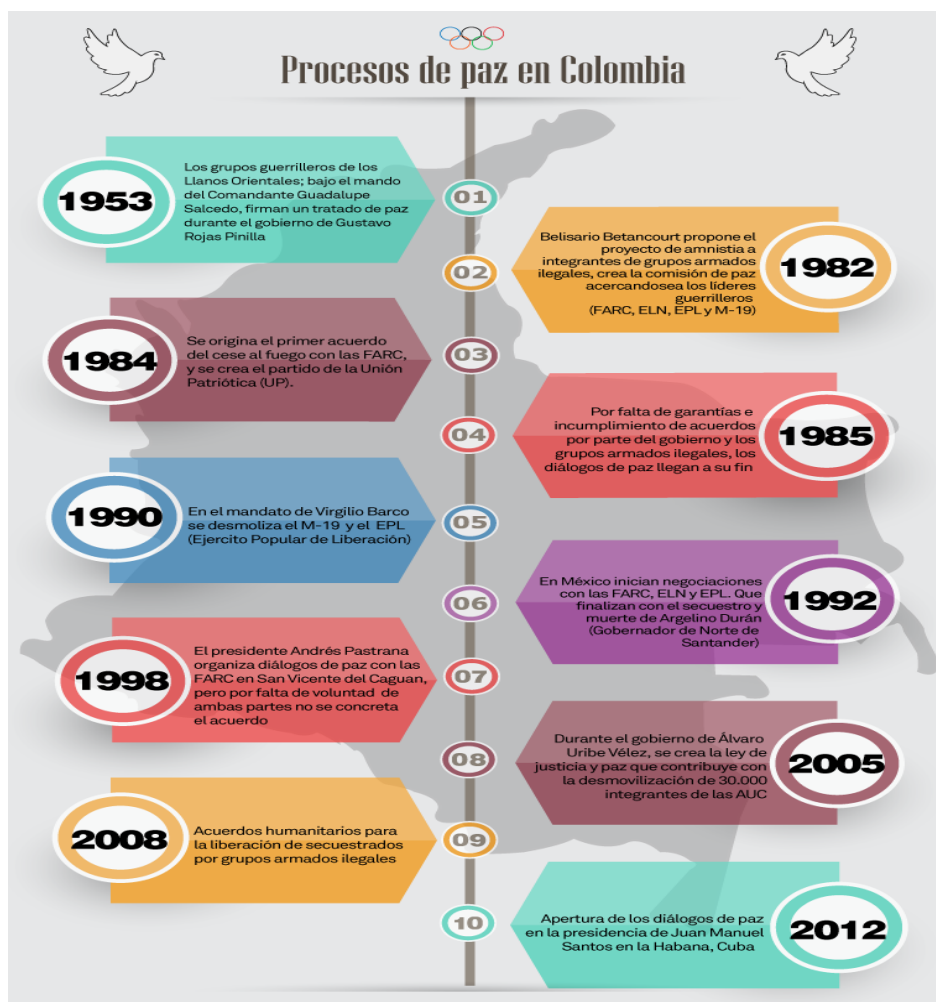 Procesos de paz en Colombia
1953
Los grupos guerrilleros de los
Llanos Orientales; bajo el mando
del Comandante Guadalupe
Salcedo, firman un tratado de paz
durante el gobierno de Gustavo
Rojas Pinilla
01
02
Belisario Betancourt propone el
proyecto de amnistia a
integrantes de grupos armados
ilegales, crea la comisión de paz
acercandosea los líderes
guerrilleros
(FARC, ELN, EPL y M-19)
1982
1984
Se origina el primer acuerdo
del cese al fuego con las FARC,
y se crea el partido de la Unión
Patriótica (UP).
03
04
Por falta de garantías e
incumplimiento de acuerdos
por parte del gobierno y los
grupos armados ilegales, los
diálogos de paz llegan a su fin
1985
1990
En el mandato de Virgilio Barco
se desmoliza el M-19 y el EPL
(Ejercito Popular de Liberación)
05
06
En México inician negociaciones
con las FARC, ELN y EPL. Que
finalizan con el secuestro y
muerte de Argelino Durán
(Gobernador de Norte de
Santander)
1992
1998
El presidente Andrés Pastrana
organiza diálogos de paz con las
FARC en San Vicente del Caguan,
pero por falta de voluntad de
ambas partes no se concreta
el acuerdo
07
08
Durante el gobierno de Álvaro
Uribe Vélez, se crea la ley de
justicia y paz que contribuye con
la desmovilización de 30.000
integrantes de las AUC
2005
2008
Acuerdos humanitarios para
la liberación de secuestrados
por grupos armados ilegales
09
10
Apertura de los diálogos de paz
en la presidencia de Juan Manuel
Santos en la Habana, Cuba
2012